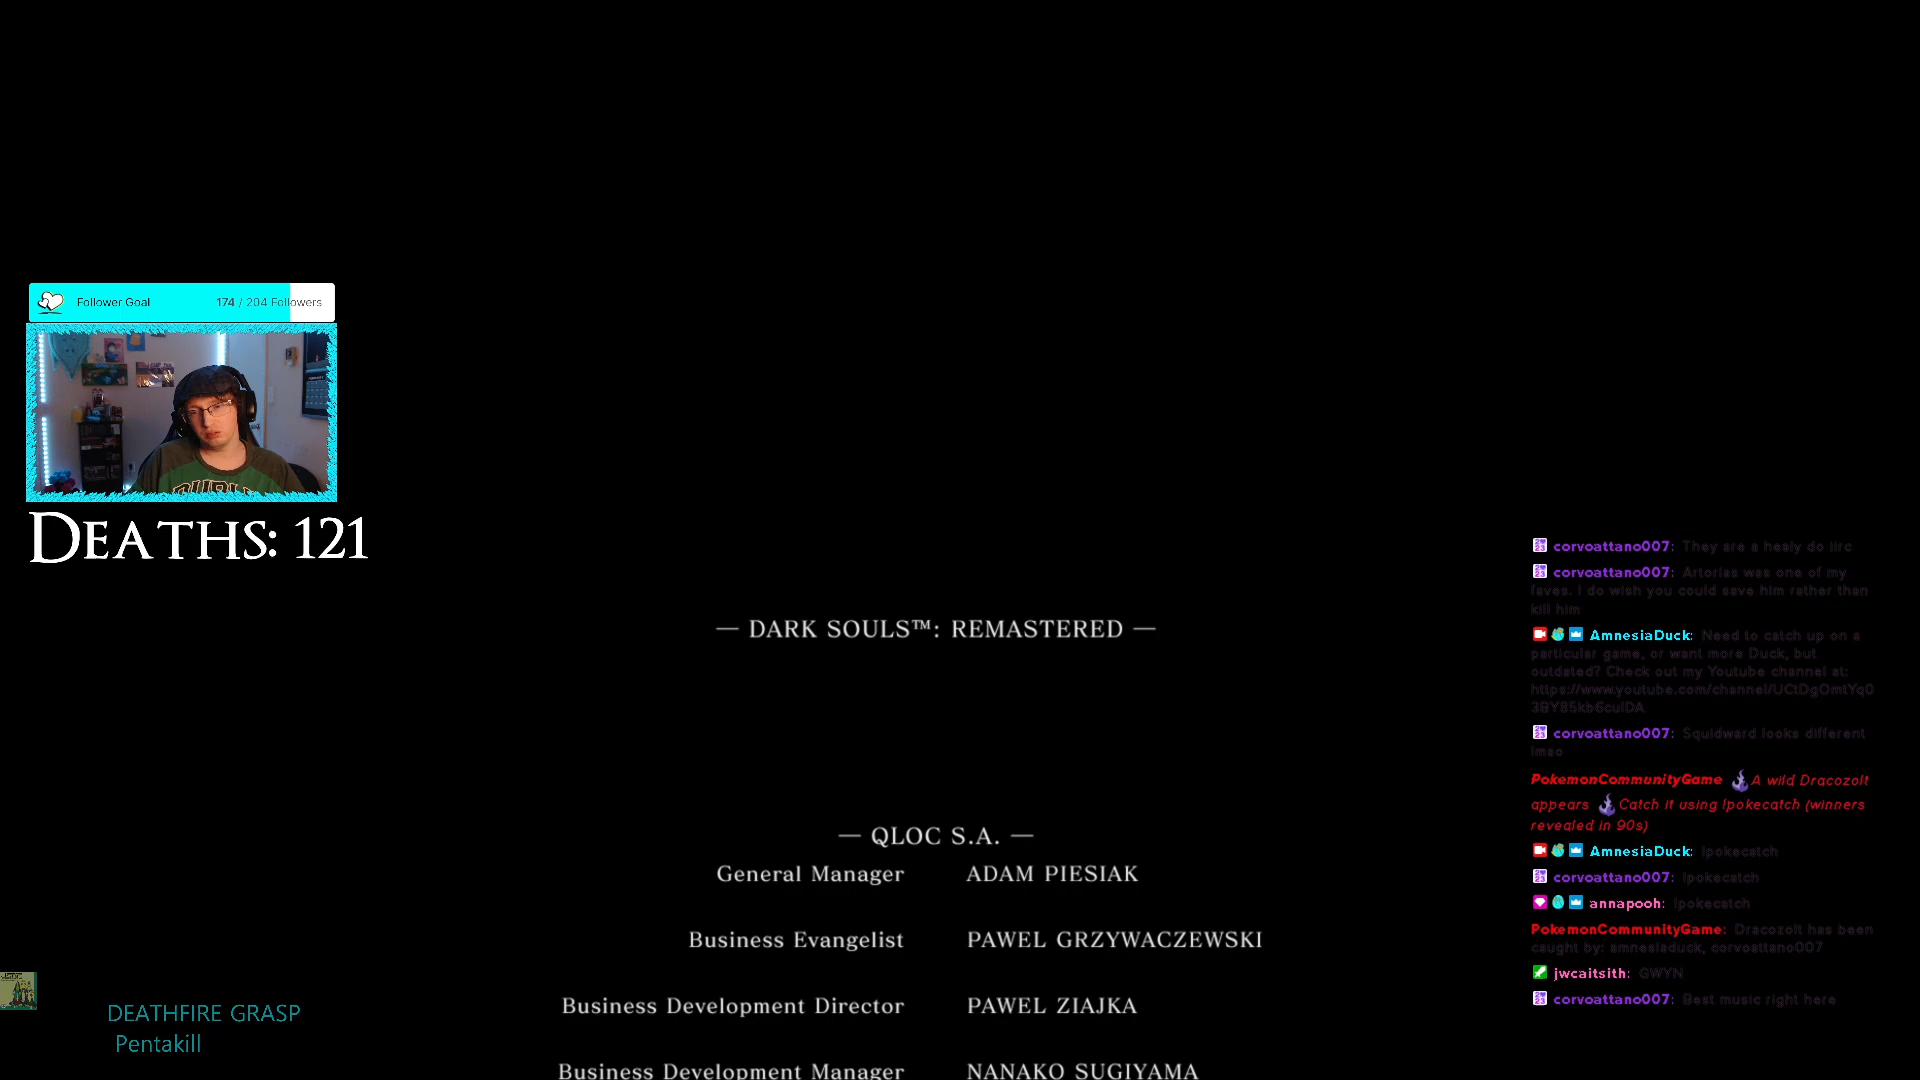 Follower Goal 174 / 204 Followers
DEATHS: 121
— DARK SOULS™: REMASTERED —
— QLOC S.A. —
General Manager ADAM PIESIAK
Business Evangelist PAWEL GRZYWACZEWSKI
Business Development Director PAWEL ZIAJKA
Business Development Manager NANAKO SUGIYAMA
DEATHFIRE GRASP
Pentakill
corvoattano007: They are a healy do iirc
corvoattano007: Artorias was one of my
faves. I do wish you could save him rather than
kill him
AmnesiaDuck: Need to catch up on a
particular game, or want more Duck, but
outdated? Check out my Youtube channel at:
corvoattano007: Squidward looks different
lmao
PokemonCommunityGame A wild Dracozolt
appears Catch it using !pokecatch (winners
revealed in 90s)
AmnesiaDuck: !pokecatch
corvoattano007: !pokecatch
annapooh: !pokecatch
PokemonCommunityGame: Dracozolt has been
caught by: amnesiaduck, corvoattano007
jwcaitsith: GWYN
corvoattano007: Best music right here